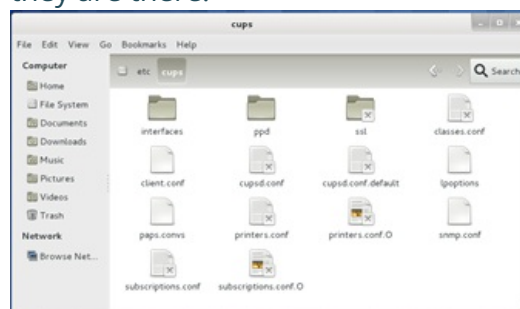 they are there.
cups
File Edit View Go Bookmarks Help
Computer
Home
File System
Documents
Downloads
Music
Pictures
Videos
Trash
Network
Browse Net...
etc cups
Search
interfaces ppd ssl classes.conf
client.conf cupsd.conf cupsd.conf.default lpoptions
paps.convs printers.conf printers.conf.O snmp.conf
subscriptions.conf subscriptions.conf.O